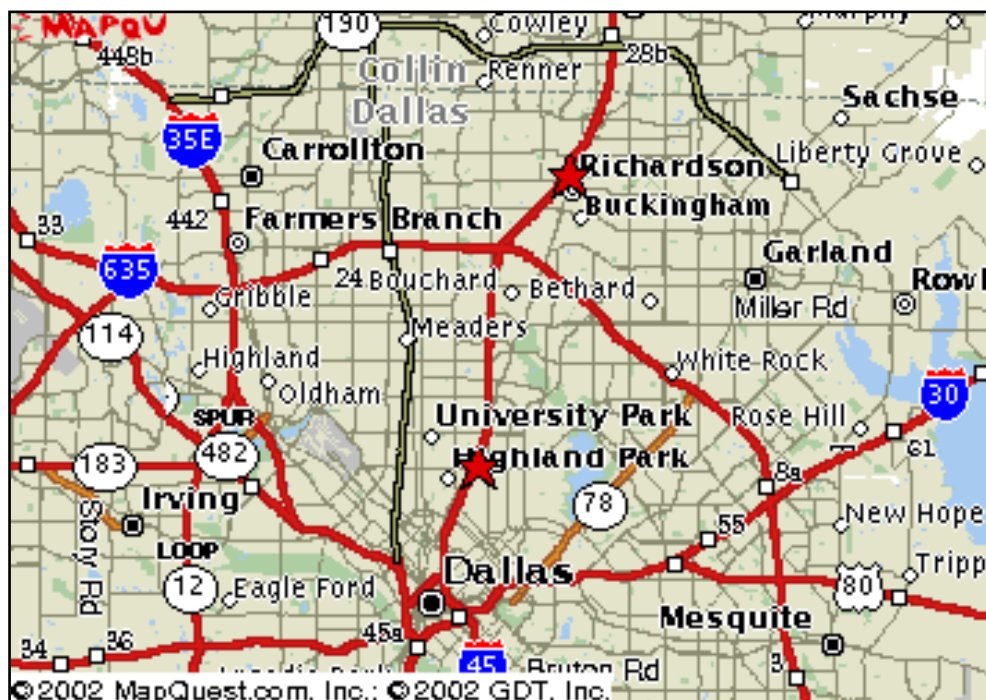 MAPQU
190
Cowley
Murphy
448b
28b
Renner
Collin
Dallas
Sachse
35E
Carrollton
Richardson
Liberty Grove
Buckingham
442
Farmers Branch
33
Garland
635
24
Bouchard
Bethard
Rowl
Gribble
Miller Rd
114
Meaders
Highland
White Rock
Oldham
30
SPUR
University Park
Rose Hill
482
61
183
Highland Park
8a
Irving
78
Story Rd
New Hope
55
LOOP
Dallas
Tripp
12
Eagle Ford
80
Mesquite
45a
34
36
45
Bruton Rd
3
©2002 MapQuest.com, Inc.; ©2002 GDT, Inc.